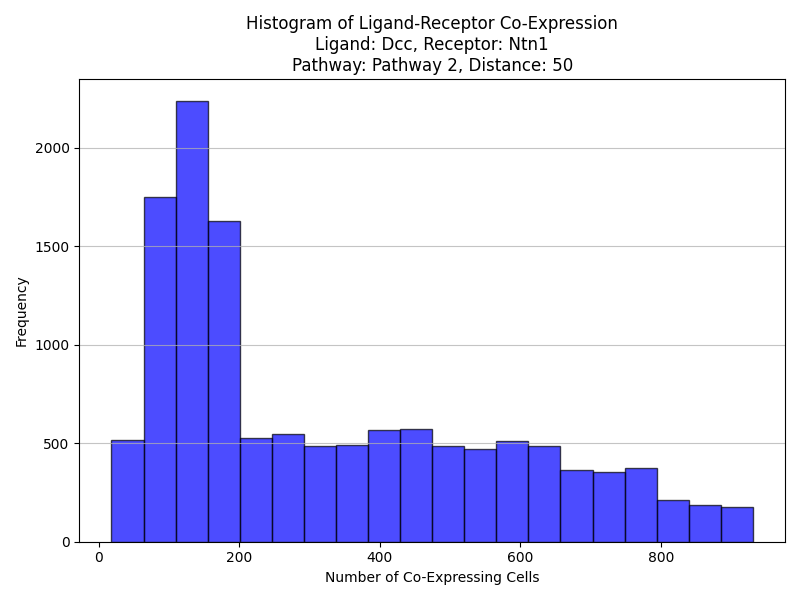 Histogram of Ligand-Receptor Co-Expression
Ligand: Dcc, Receptor: Ntn1
Pathway: Pathway 2, Distance: 50
Frequency
2000
1500
1000
500
0
0 200 400 600 800
Number of Co-Expressing Cells